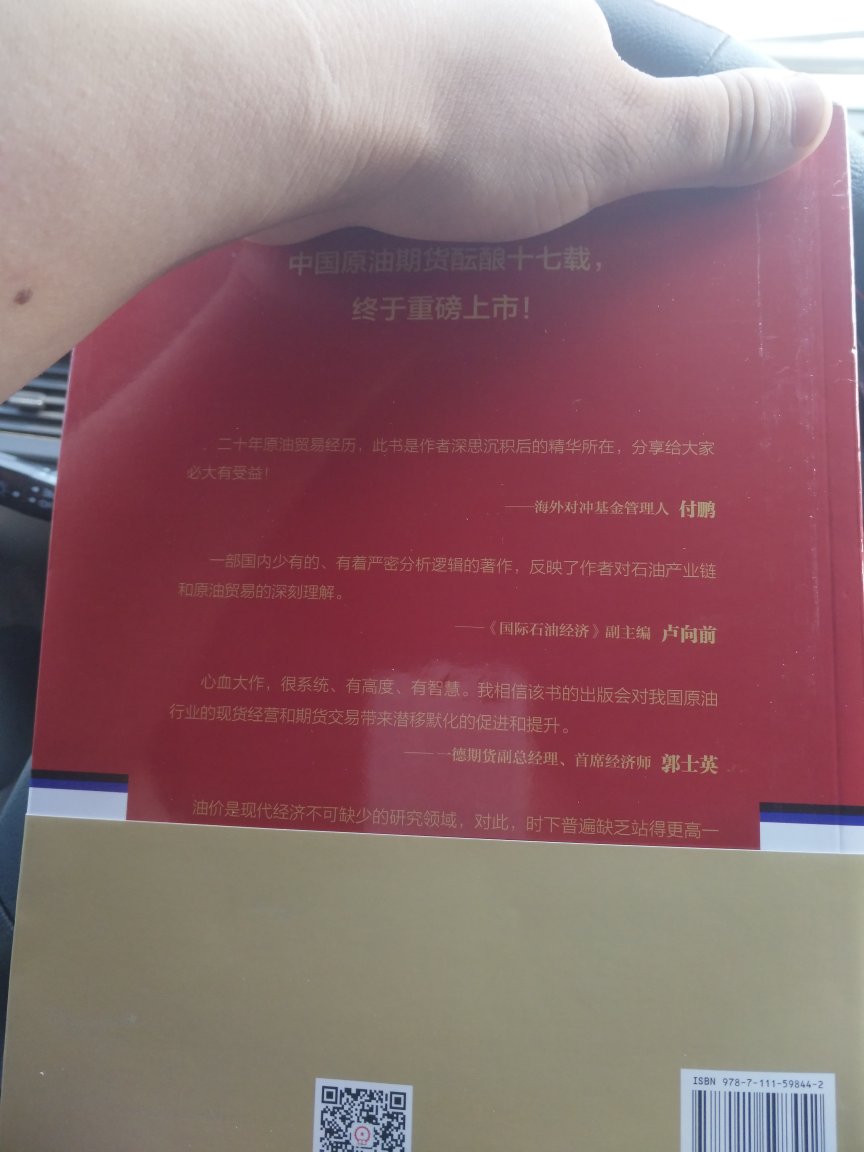 中国原油期货酝酿十七载，
终于重磅上市！
二十年原油贸易经历，此书是作者深思沉积后的精华所在，分享给大家
必大有受益！
——海外对冲基金管理人 付鹏
一部国内少有的、有着严密分析逻辑的著作，反映了作者对石油产业链
和原油贸易的深刻理解。
——《国际石油经济》副主编 卢向前
心血大作，很系统、有高度、有智慧。我相信该书的出版会对我国原油
行业的现货经营和期货交易带来潜移默化的促进和提升。
——一德期货副总经理、首席经济师 郭士英
油价是现代经济不可缺少的研究领域，对此，时下普遍缺乏站得更高一
ISBN 978-7-111-59844-2